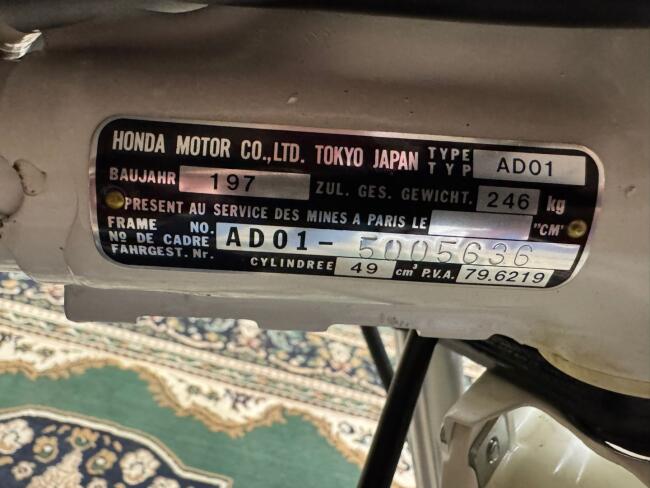 HONDA MOTOR CO.,LTD. TOKYO JAPAN TYPE TYP AD01
BAUJAHR 197 ZUL. GES. GEWICHT. 246 kg
PRESENT AU SERVICE DES MINES A PARIS LE "CM"
FRAME NO.
Nº DE CADRE AD01-5005636
FAHRGEST. Nr.
CYLINDREE 49 cm³ P.V.A. 79.6219